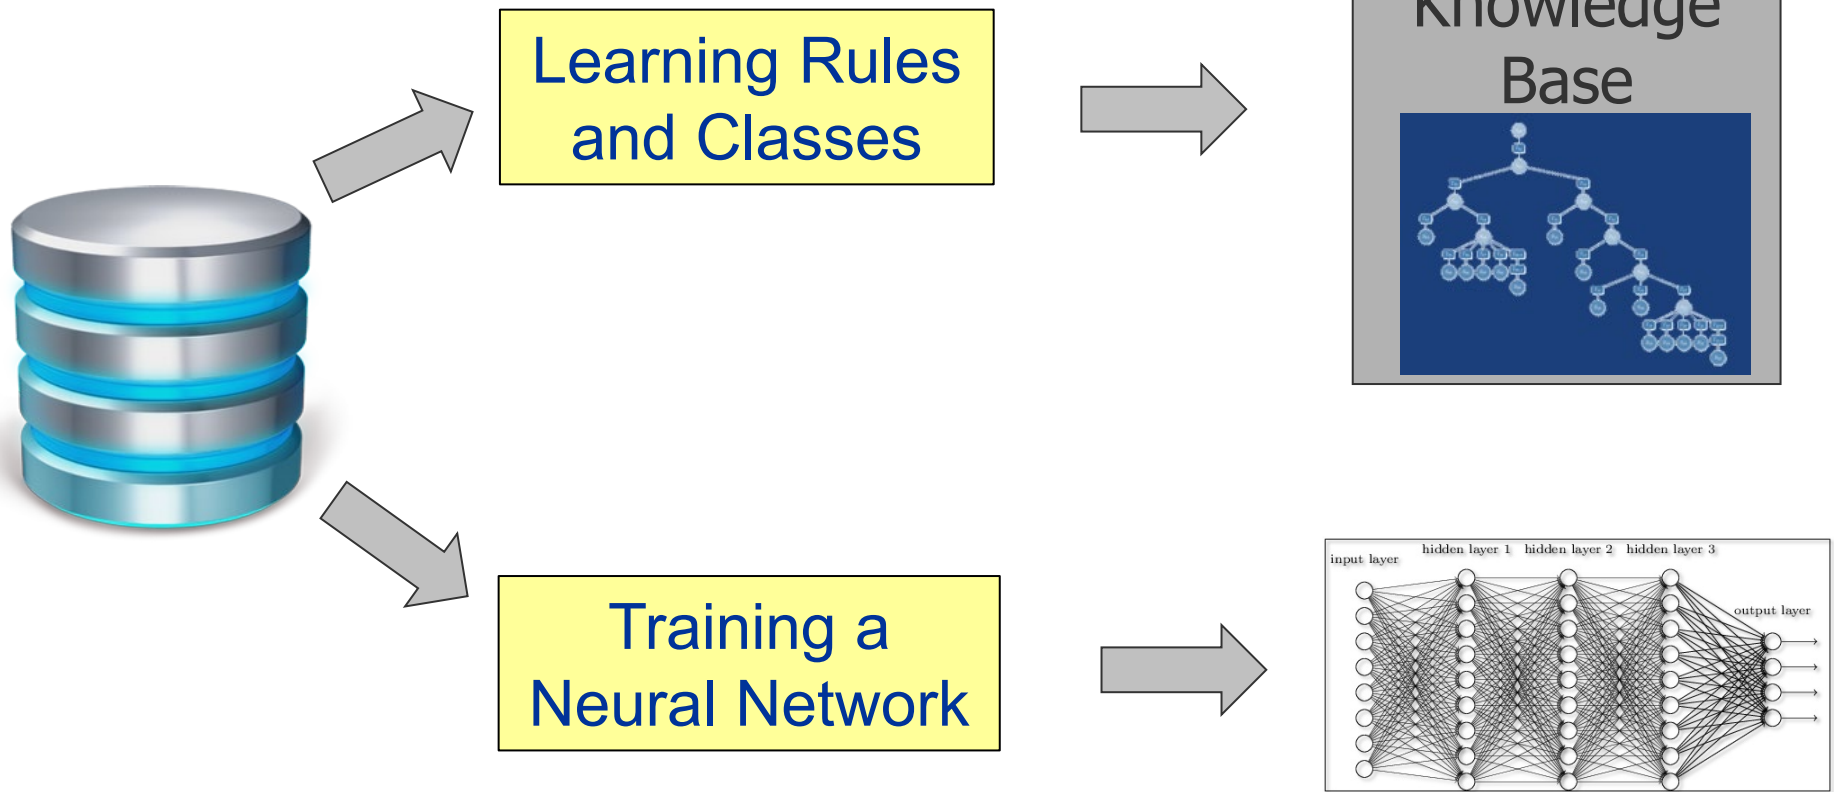 Learning Rules
and Classes
Knowledge
Base
Training a
Neural Network
input layer
hidden layer 1 hidden layer 2 hidden layer 3
output layer